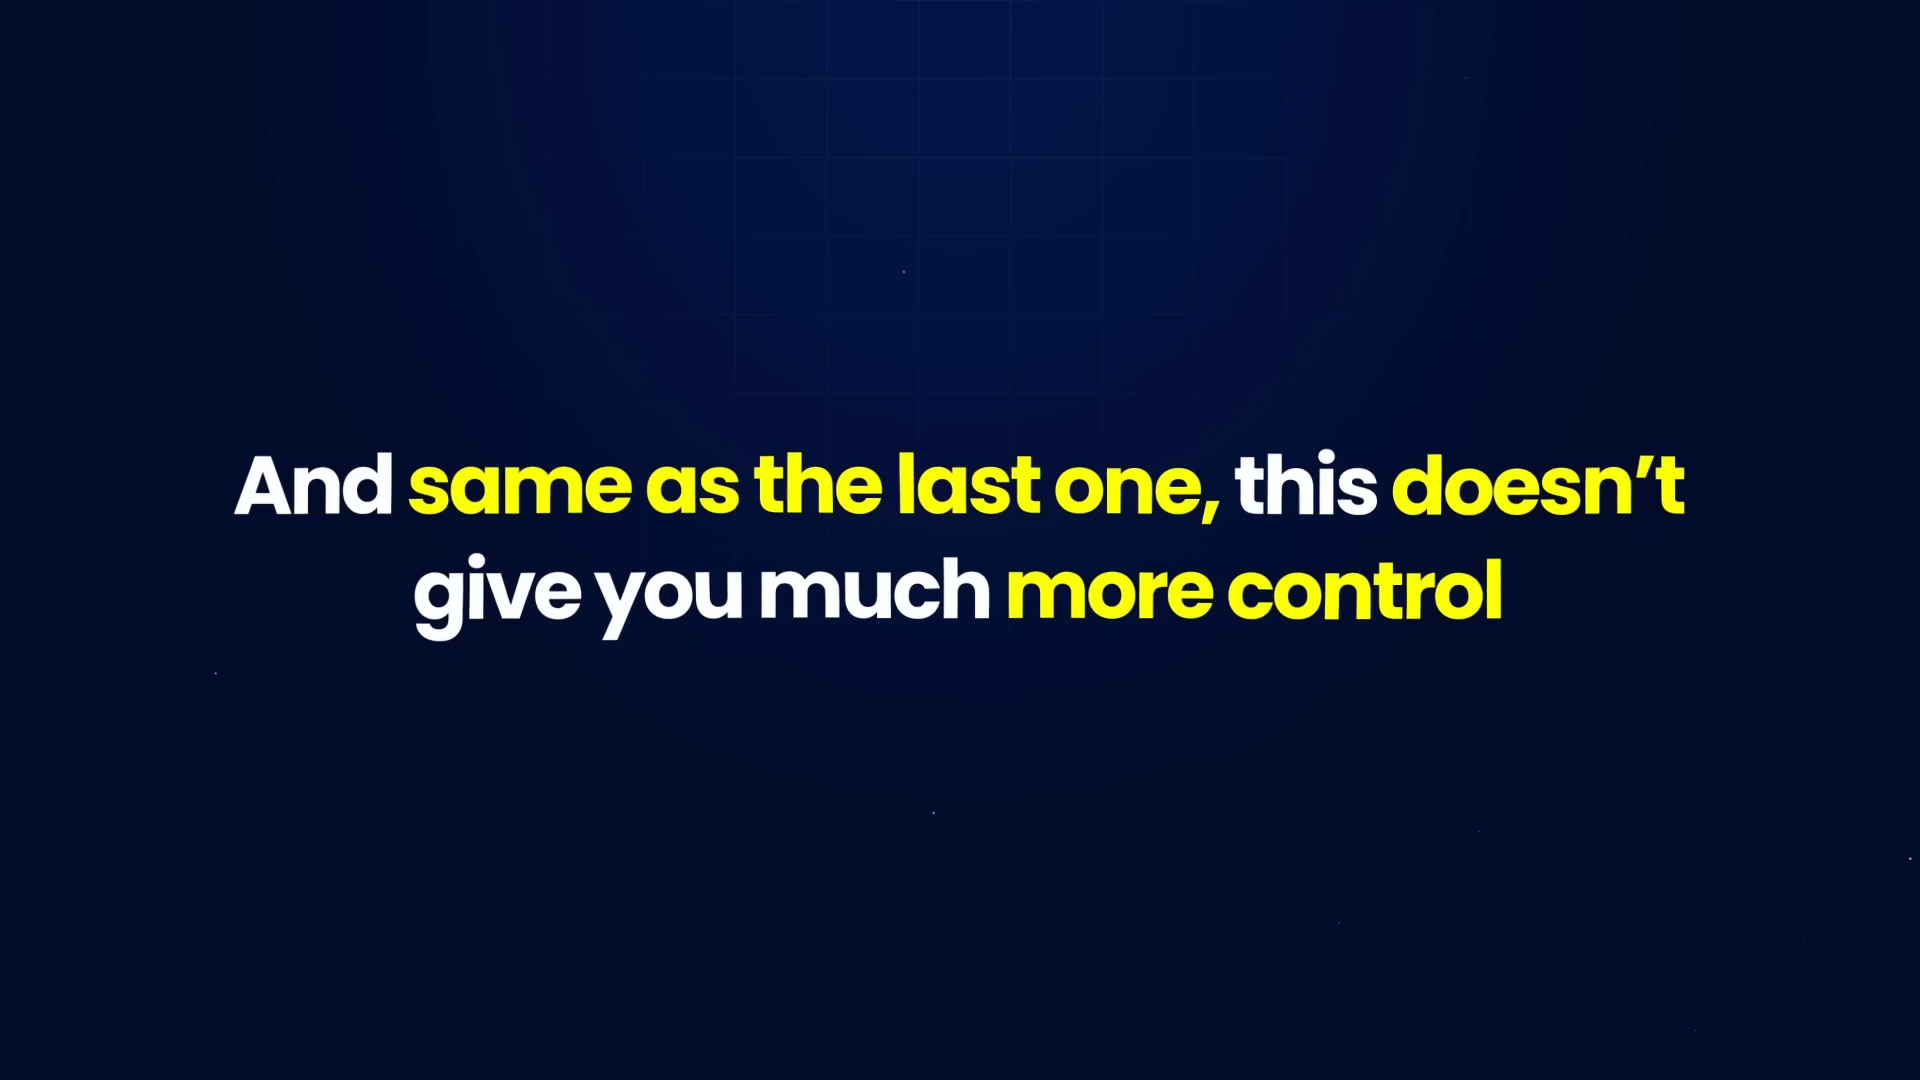 And same as the last one, this doesn’t
give you much more control